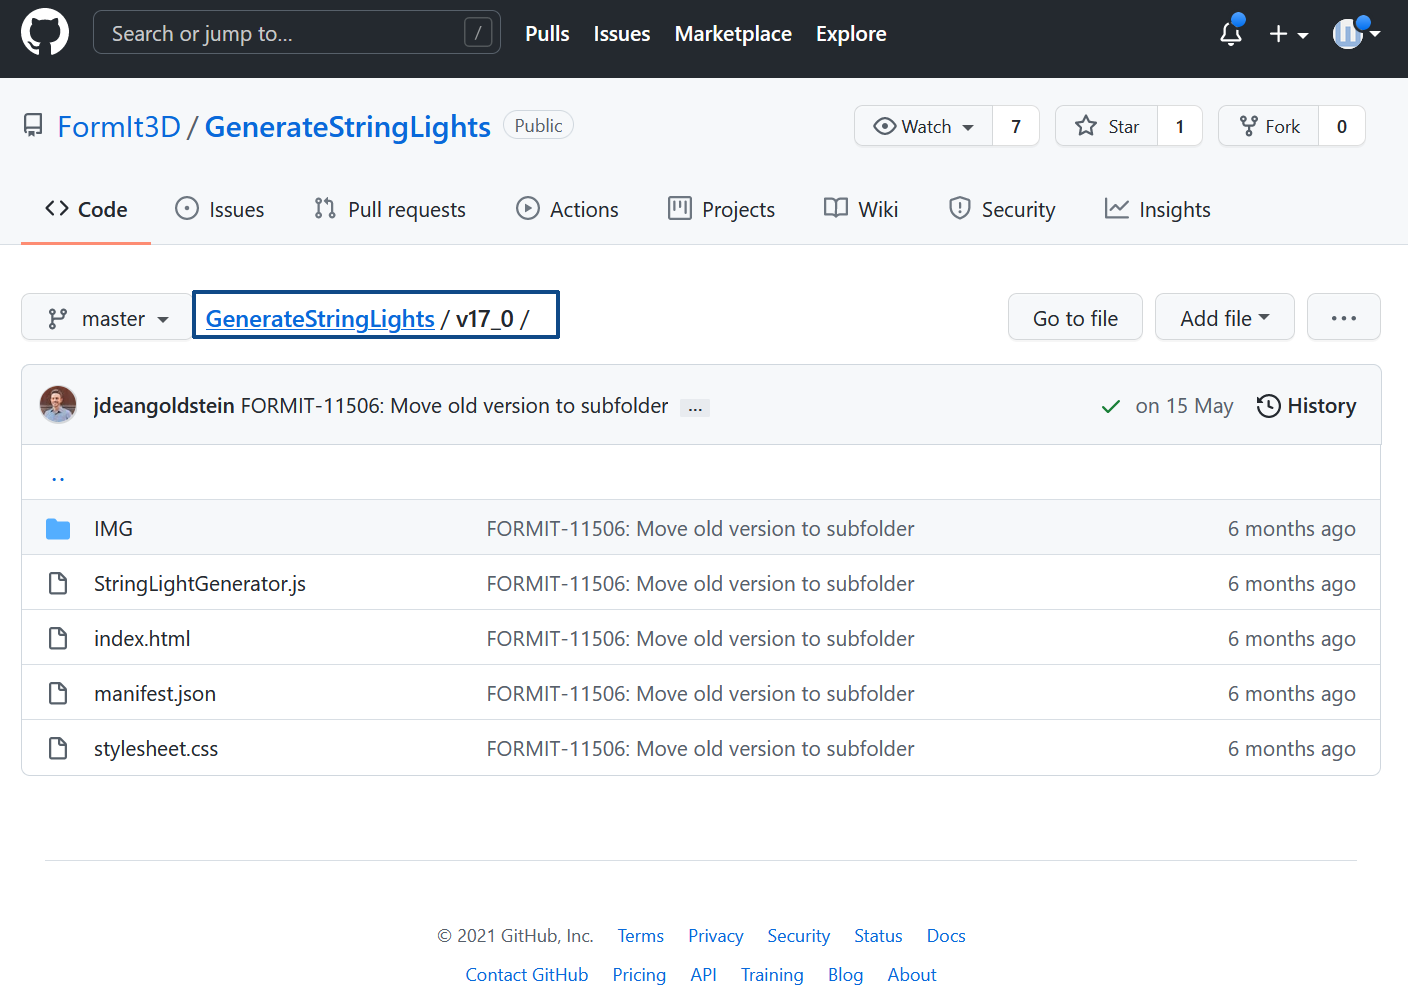 Search or jump to... / Pulls Issues Marketplace Explore
FormIt3D / GenerateStringLights Public Watch 7 Star 1 Fork 0
Code Issues Pull requests Actions Projects Wiki Security Insights
master GenerateStringLights / v17_0 / Go to file Add file ...
jdeangoldstein FORMIT-11506: Move old version to subfolder ... on 15 May History
..
IMG FORMIT-11506: Move old version to subfolder 6 months ago
StringLightGenerator.js FORMIT-11506: Move old version to subfolder 6 months ago
index.html FORMIT-11506: Move old version to subfolder 6 months ago
manifest.json FORMIT-11506: Move old version to subfolder 6 months ago
stylesheet.css FORMIT-11506: Move old version to subfolder 6 months ago
© 2021 GitHub, Inc. Terms Privacy Security Status Docs
Contact GitHub Pricing API Training Blog About